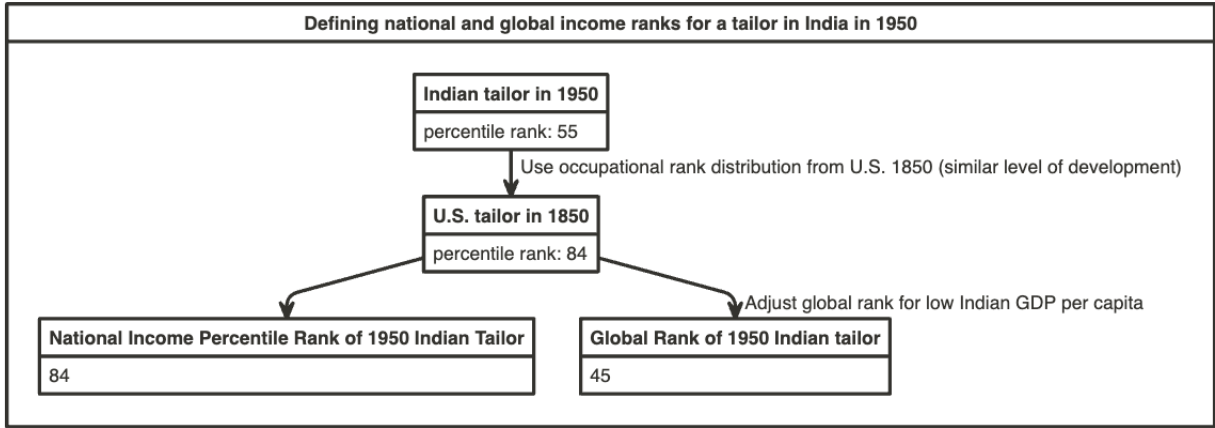 Defining national and global income ranks for a tailor in India in 1950
Indian tailor in 1950
percentile rank: 55
Use occupational rank distribution from U.S. 1850 (similar level of development)
U.S. tailor in 1850
percentile rank: 84
Adjust global rank for low Indian GDP per capita
National Income Percentile Rank of 1950 Indian Tailor
84
Global Rank of 1950 Indian tailor
45